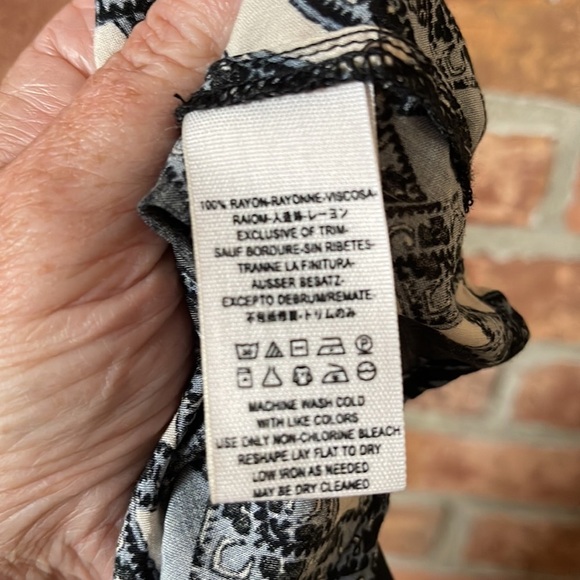 100% RAYON-RAYONNE-VISCOSA-
RAION-人造絲-レーヨン
EXCLUSIVE OF TRIM-
SAUF BORDURE-SIN RIBETES-
TRANNE LA FINITURA-
AUSSER BESATZ-
EXCEPTO DEBRUM/REMATE-
不包括修葺-トリムのみ
MACHINE WASH COLD
WITH LIKE COLORS
USE ONLY NON-CHLORINE BLEACH
RESHAPE LAY FLAT TO DRY
LOW IRON AS NEEDED
MAY BE DRY CLEANED